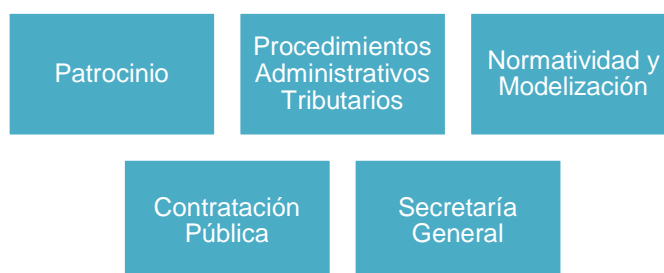 Patrocinio
Procedimientos
Administrativos
Tributarios
Normatividad y
Modelización
Contratación
Pública
Secretaría
General